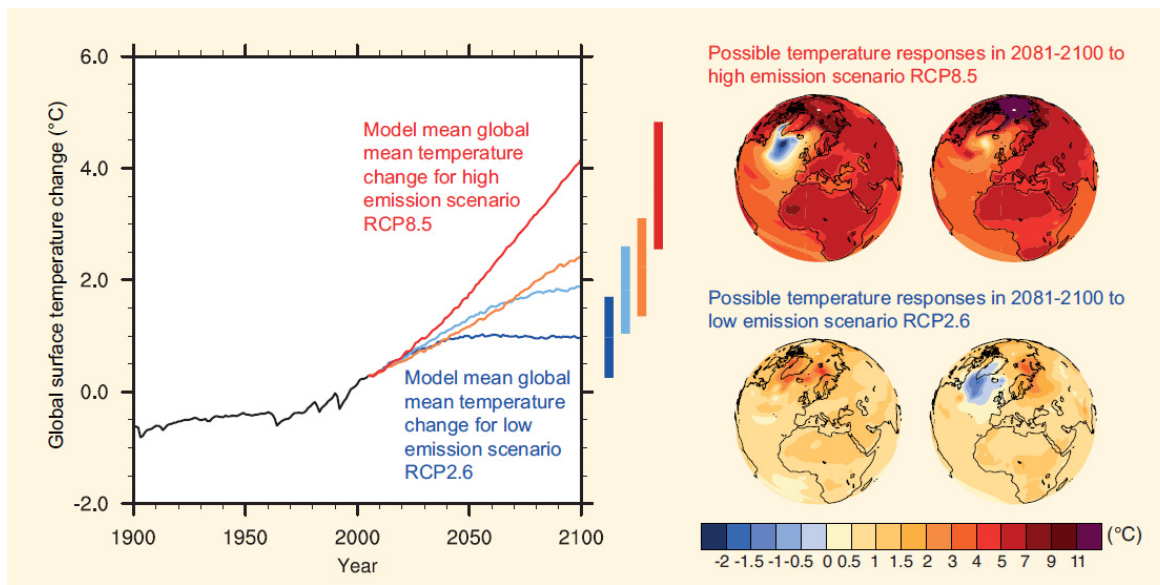 Global surface temperature change (°C)
6.0
4.0
2.0
0.0
-2.0
1900
1950
2000
2050
2100
Year
Model mean global
mean temperature
change for high
emission scenario
RCP8.5
Model mean global
mean temperature
change for low
emission scenario
RCP2.6
Possible temperature responses in 2081-2100 to
high emission scenario RCP8.5
Possible temperature responses in 2081-2100 to
low emission scenario RCP2.6
(°C)
-2 -1.5 -1 -0.5 0 0.5 1 1.5 2 3 4 5 7 9 11